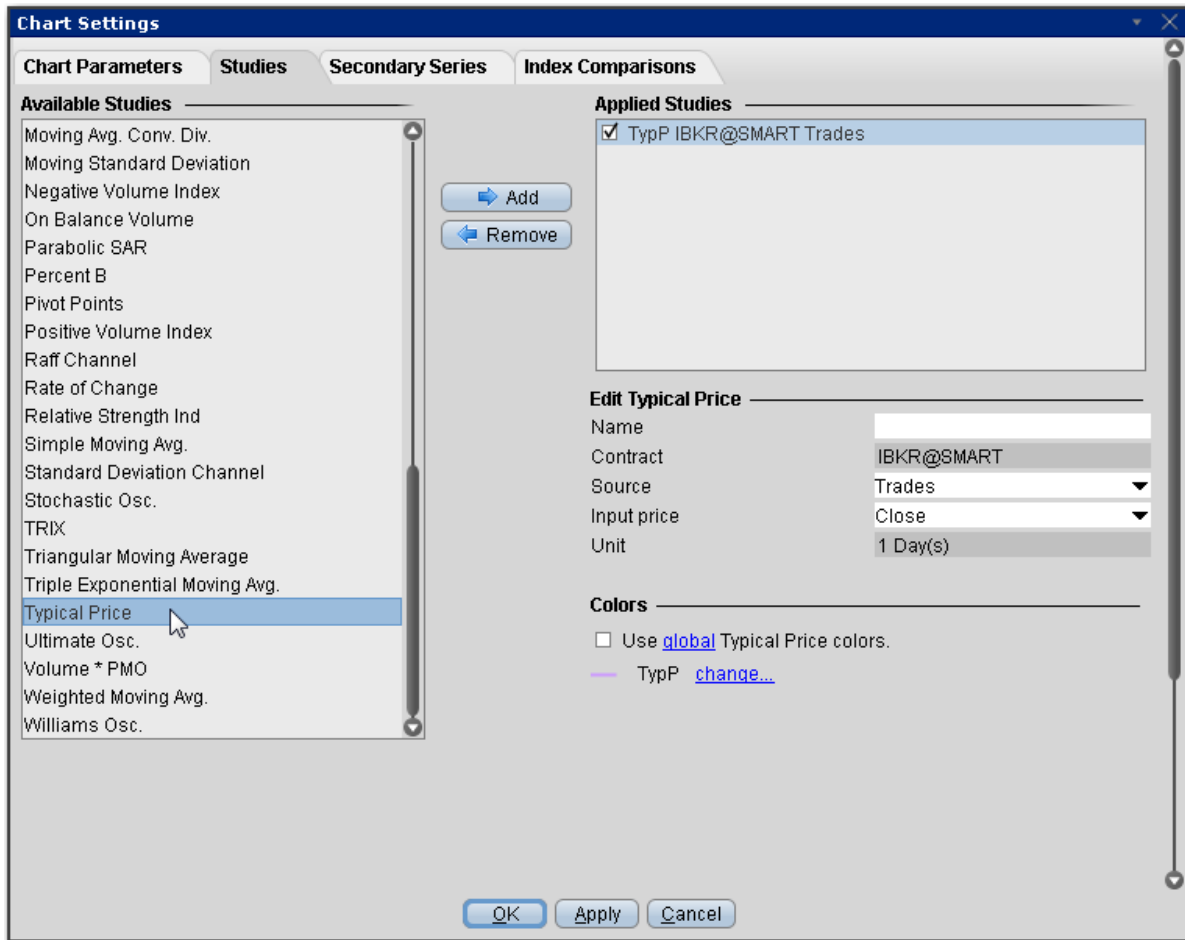 Chart Settings
Chart Parameters
Studies
Secondary Series
Index Comparisons
Available Studies
Moving Avg. Conv. Div.
Moving Standard Deviation
Negative Volume Index
On Balance Volume
Parabolic SAR
Percent B
Pivot Points
Positive Volume Index
Raff Channel
Rate of Change
Relative Strength Ind
Simple Moving Avg.
Standard Deviation Channel
Stochastic Osc.
TRIX
Triangular Moving Average
Triple Exponential Moving Avg.
Typical Price
Ultimate Osc.
Volume * PMO
Weighted Moving Avg.
Williams Osc.
Add
Remove
Applied Studies
TypP IBKR@SMART Trades
Edit Typical Price
Name
Contract IBKR@SMART
Source Trades
Input price Close
Unit 1 Day(s)
Colors
Use global Typical Price colors.
TypP change...
OK Apply Cancel